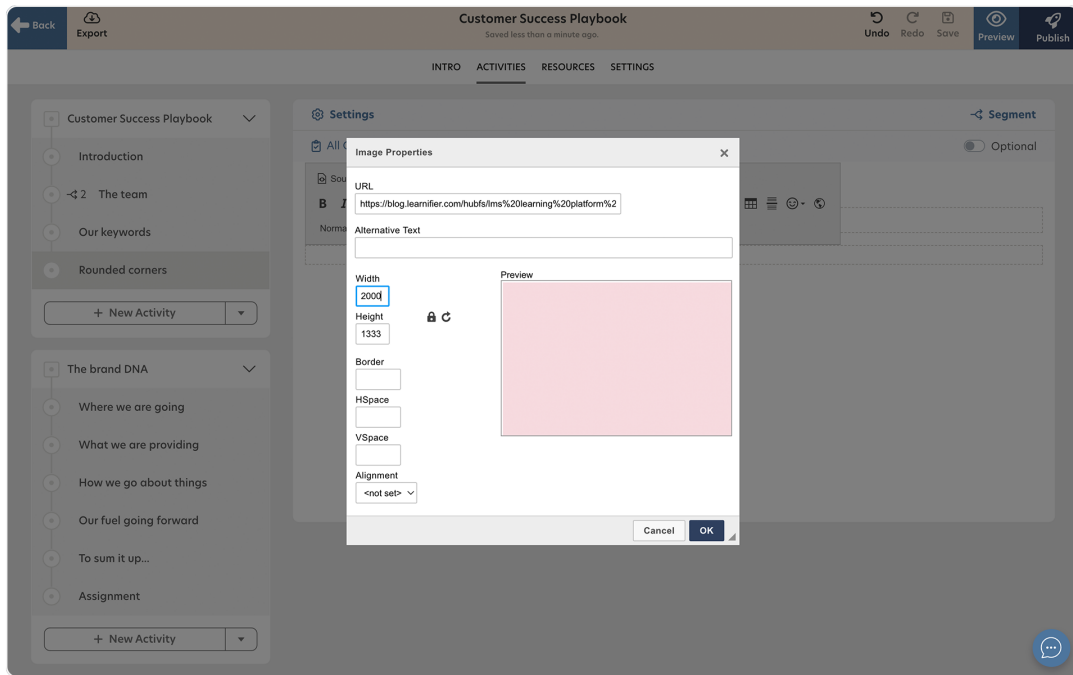 Back
Export
Customer Success Playbook
Saved less than a minute ago.
Undo
Redo
Save
Preview
Publish
INTRO
ACTIVITIES
RESOURCES
SETTINGS
Customer Success Playbook
Introduction
2 The team
Our keywords
Rounded corners
+ New Activity
The brand DNA
Where we are going
What we are providing
How we go about things
Our fuel going forward
To sum it up...
Assignment
+ New Activity
Settings
Segment
All
Optional
Sou
B I
Norma
Image Properties
URL
https://blog.learnifier.com/hubfs/lms%20learning%20platform%2
Alternative Text
Width
2000
Height
1333
Border
HSpace
VSpace
Alignment
<not set>
Preview
Cancel
OK